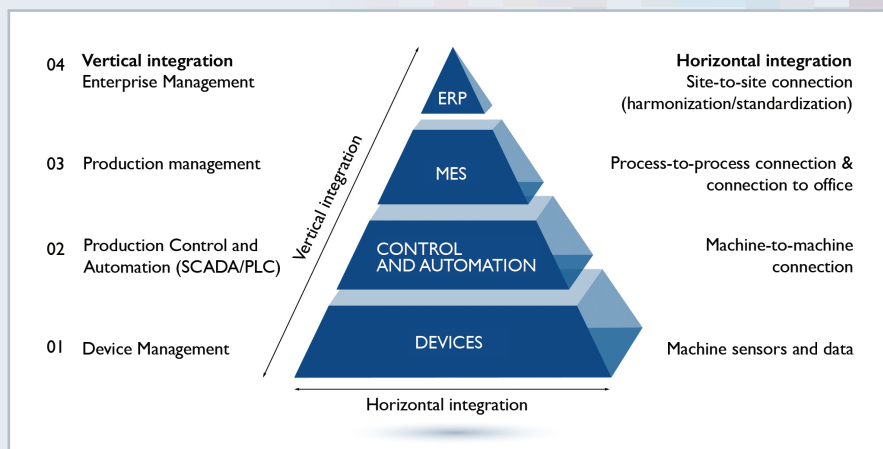 04 Vertical integration
Enterprise Management
ERP
Horizontal integration
Site-to-site connection
(harmonization/standardization)
Vertical integration
03 Production management
MES
Process-to-process connection &
connection to office
02 Production Control and
Automation (SCADA/PLC)
CONTROL
AND AUTOMATION
Machine-to-machine
connection
01 Device Management
DEVICES
Machine sensors and data
Horizontal integration